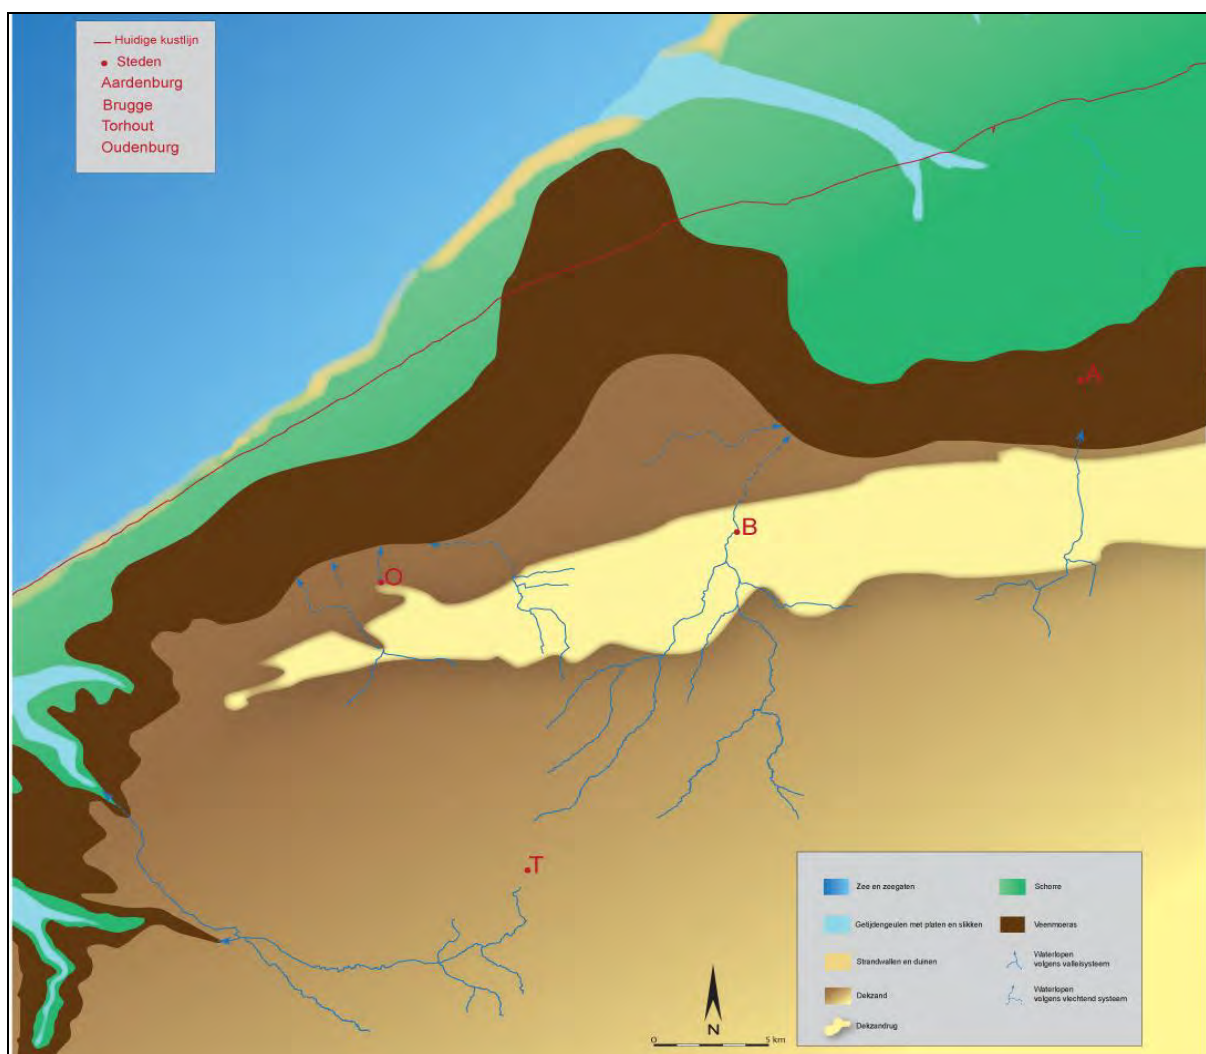 Huidige kustlijn
Steden
Aardenburg
Brugge
Torhout
Oudenburg
A
B
O
T
Zee en zeegaten
Schorre
Getijdengeulen met platen en slikken
Veenmoeras
Strandwallen en duinen
Waterlopen
volgens valleisysteem
Dekzand
Waterlopen
volgens vlechtend systeem
Dekzandrug
N
0 5 km